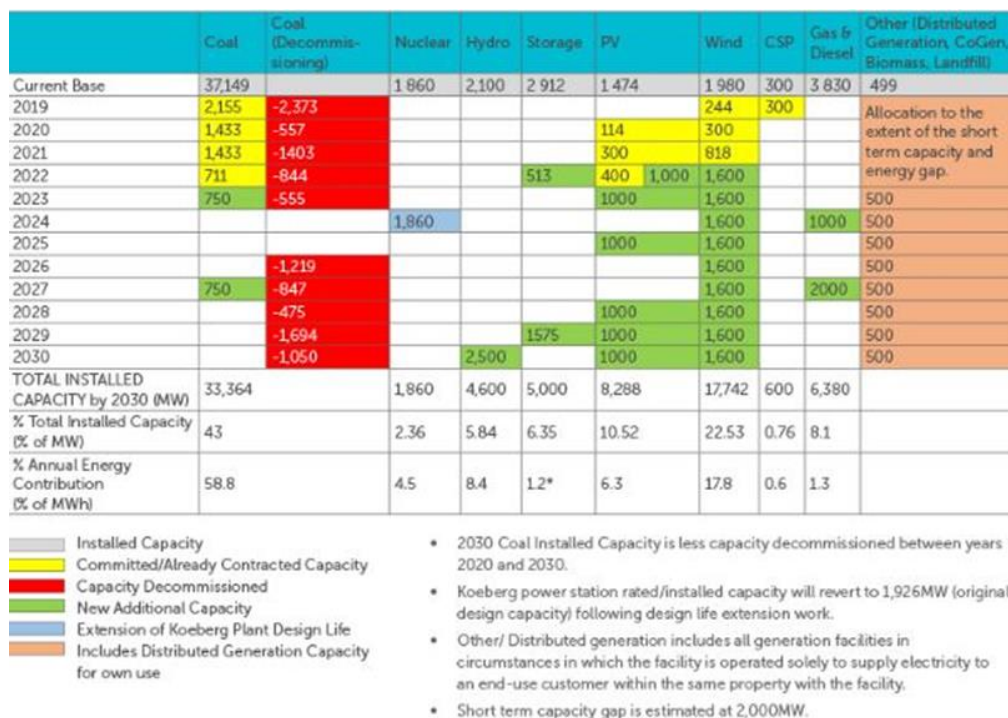 Coal Coal (Decommis- sioning) Nuclear Hydro Storage PV Wind CSP Gas & Diesel Other (Distributed Generation, CoGen, Biomass, Landfill)
Current Base 37,149 1 860 2,100 2 912 1 474 1 980 300 3 830 499
2019 2,155 -2,373 244 300 Allocation to the extent of the short term capacity and energy gap.
2020 1,433 -557 114 300
2021 1,433 -1403 300 818
2022 711 -844 513 400 1,000 1,600
2023 750 -555 1000 1,600 500
2024 1,860 1,600 1000 500
2025 1000 1,600 500
2026 -1,219 1,600 500
2027 750 -847 1,600 2000 500
2028 -475 1000 1,600 500
2029 -1,694 1575 1000 1,600 500
2030 -1,050 2,500 1000 1,600 500
TOTAL INSTALLED CAPACITY by 2030 (MW) 33,364 1,860 4,600 5,000 8,288 17,742 600 6,380
% Total Installed Capacity (% of MW) 43 2.36 5.84 6.35 10.52 22.53 0.76 8.1
% Annual Energy Contribution (% of MWh) 58.8 4.5 8.4 1.2* 6.3 17.8 0.6 1.3
Installed Capacity
Committed/Already Contracted Capacity
Capacity Decommissioned
New Additional Capacity
Extension of Koeberg Plant Design Life
Includes Distributed Generation Capacity
for own use
• 2030 Coal Installed Capacity is less capacity decommissioned between years
2020 and 2030.
• Koeberg power station rated/installed capacity will revert to 1,926MW (original
design capacity) following design life extension work.
• Other/ Distributed generation includes all generation facilities in
circumstances in which the facility is operated solely to supply electricity to
an end-use customer within the same property with the facility.
• Short term capacity gap is estimated at 2,000MW.